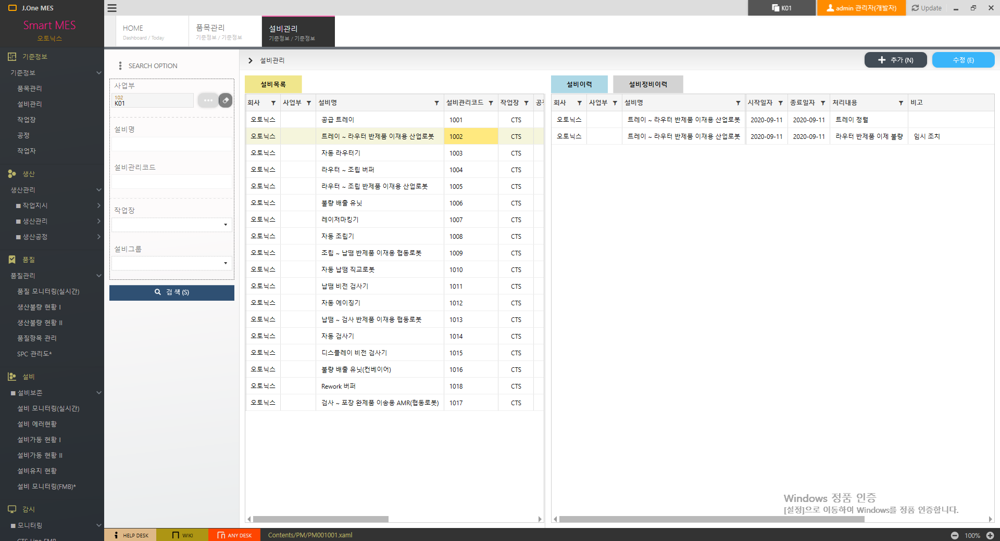 J.One MES
K01
admin 관리자(개발자)
Update
Smart MES
오토닉스
HOME
Dashboard / Today
품목관리
기준정보 / 기준정보
설비관리
기준정보 / 기준정보
기준정보
기준정보
품목관리
설비관리
작업장
공정
작업자
생산
생산관리
작업지시
생산관리
생산공정
품질
품질관리
품질 모니터링(실시간)
생산불량 현황 I
생산불량 현황 II
품질항목 관리
SPC 관리도*
설비
설비보존
설비 모니터링(실시간)
설비 에러현황
설비가동 현황 I
설비가동 현황 II
설비유지 현황
설비 모니터링(FMB)*
감시
모니터링
CTS Line FMB
SEARCH OPTION
사업부
102
K01
설비명
설비관리코드
작업장
설비그룹
검 색 (S)
설비관리
추가 (N)
수정 (E)
설비목록
회사 사업부 설비명 설비관리코드 작업장 공정
오토닉스 공급 트레이 1001 CTS
오토닉스 트레이 ~ 라우터 반제품 이재용 산업로봇 1002 CTS
오토닉스 자동 라우터기 1003 CTS
오토닉스 라우터 ~ 조립 버퍼 1004 CTS
오토닉스 라우터 ~ 조립 반제품 이재용 산업로봇 1005 CTS
오토닉스 불량 배출 유닛 1006 CTS
오토닉스 레이저마킹기 1007 CTS
오토닉스 자동 조립기 1008 CTS
오토닉스 조립 ~ 납땜 반제품 이재용 협동로봇 1009 CTS
오토닉스 자동 납땜 직교로봇 1010 CTS
오토닉스 납땜 비전 검사기 1011 CTS
오토닉스 자동 에이징기 1012 CTS
오토닉스 납땜 ~ 검사 반제품 이재용 협동로봇 1013 CTS
오토닉스 자동 검사기 1014 CTS
오토닉스 디스플레이 비전 검사기 1015 CTS
오토닉스 불량 배출 유닛(컨베이어) 1016 CTS
오토닉스 Rework 버퍼 1018 CTS
오토닉스 검사 ~ 포장 완제품 이송용 AMR(협동로봇) 1017 CTS
설비이력 설비정비이력
회사 사업부 설비명 시작일자 종료일자 처리내용 비고
오토닉스 트레이 ~ 라우터 반제품 이재용 산업로봇 2020-09-11 2020-09-11 트레이 정렬
오토닉스 트레이 ~ 라우터 반제품 이재용 산업로봇 2020-09-11 2020-09-11 라우터 반제품 이제 불량 임시 조치
Windows 정품 인증
[설정]으로 이동하여 Windows를 정품 인증합니다.
HELP DESK
WIKI
ANY DESK
Contents/PM/PM001001.xaml
100%